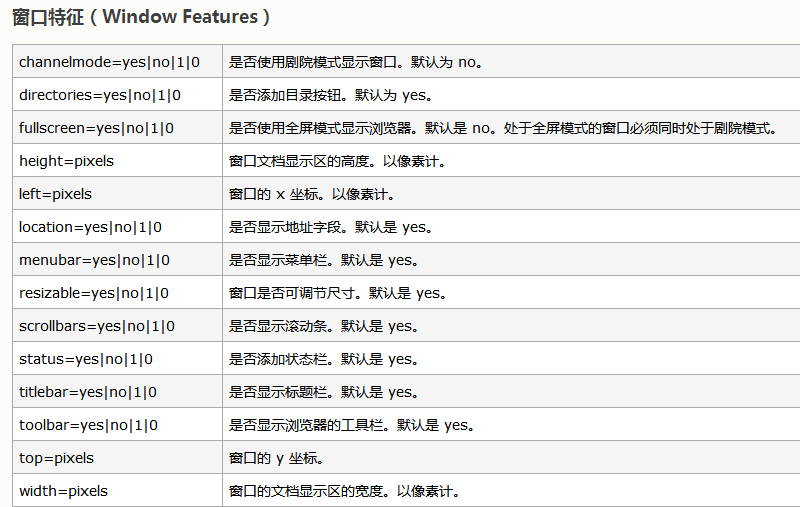 窗口特征（Window Features）
channelmode=yes|no|1|0 是否使用剧院模式显示窗口。默认为 no。
directories=yes|no|1|0 是否添加目录按钮。默认为 yes。
fullscreen=yes|no|1|0 是否使用全屏模式显示浏览器。默认是 no。处于全屏模式的窗口必须同时处于剧院模式。
height=pixels 窗口文档显示区的高度。以像素计。
left=pixels 窗口的 x 坐标。以像素计。
location=yes|no|1|0 是否显示地址字段。默认是 yes。
menubar=yes|no|1|0 是否显示菜单栏。默认是 yes。
resizable=yes|no|1|0 窗口是否可调节尺寸。默认是 yes。
scrollbars=yes|no|1|0 是否显示滚动条。默认是 yes。
status=yes|no|1|0 是否添加状态栏。默认是 yes。
titlebar=yes|no|1|0 是否显示标题栏。默认是 yes。
toolbar=yes|no|1|0 是否显示浏览器的工具栏。默认是 yes。
top=pixels 窗口的 y 坐标。
width=pixels 窗口的文档显示区的宽度。以像素计。